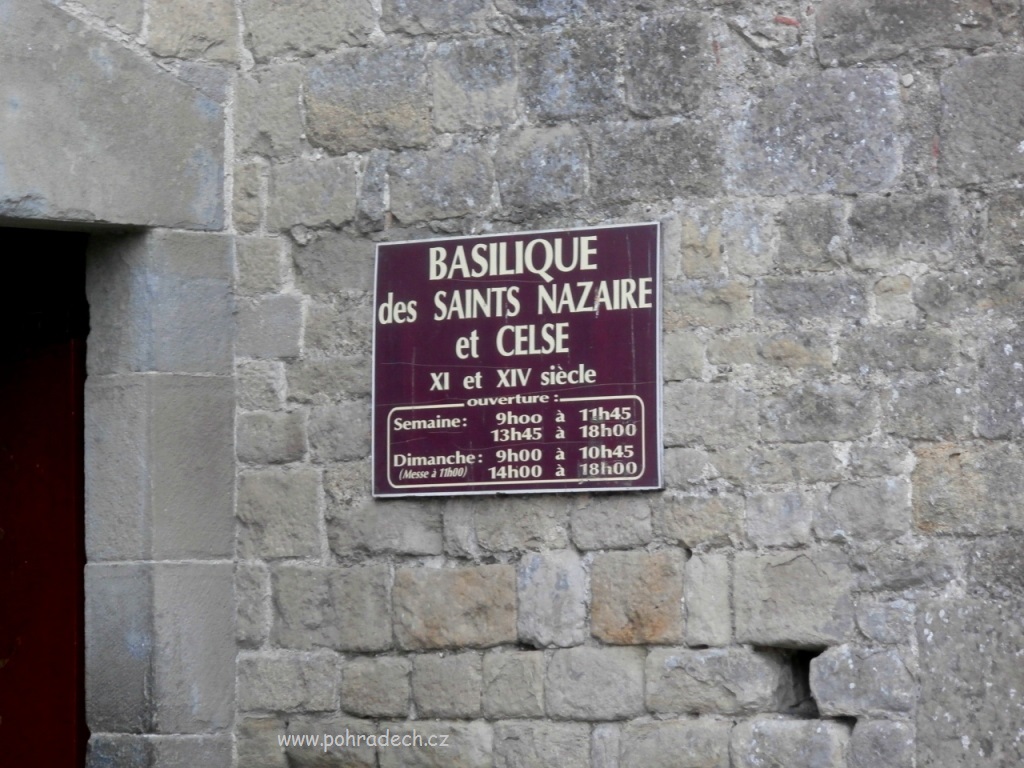 BASILIQUE
des SAINTS NAZAIRE
et CELSE
XI et XIV siècle
ouverture :
Semaine: 9hoo à 11h45
13h45 à 18h00
Dimanche: 9h00 à 10h45
(Messe à 11h00) 14h00 à 18h00
www.pohradech.cz